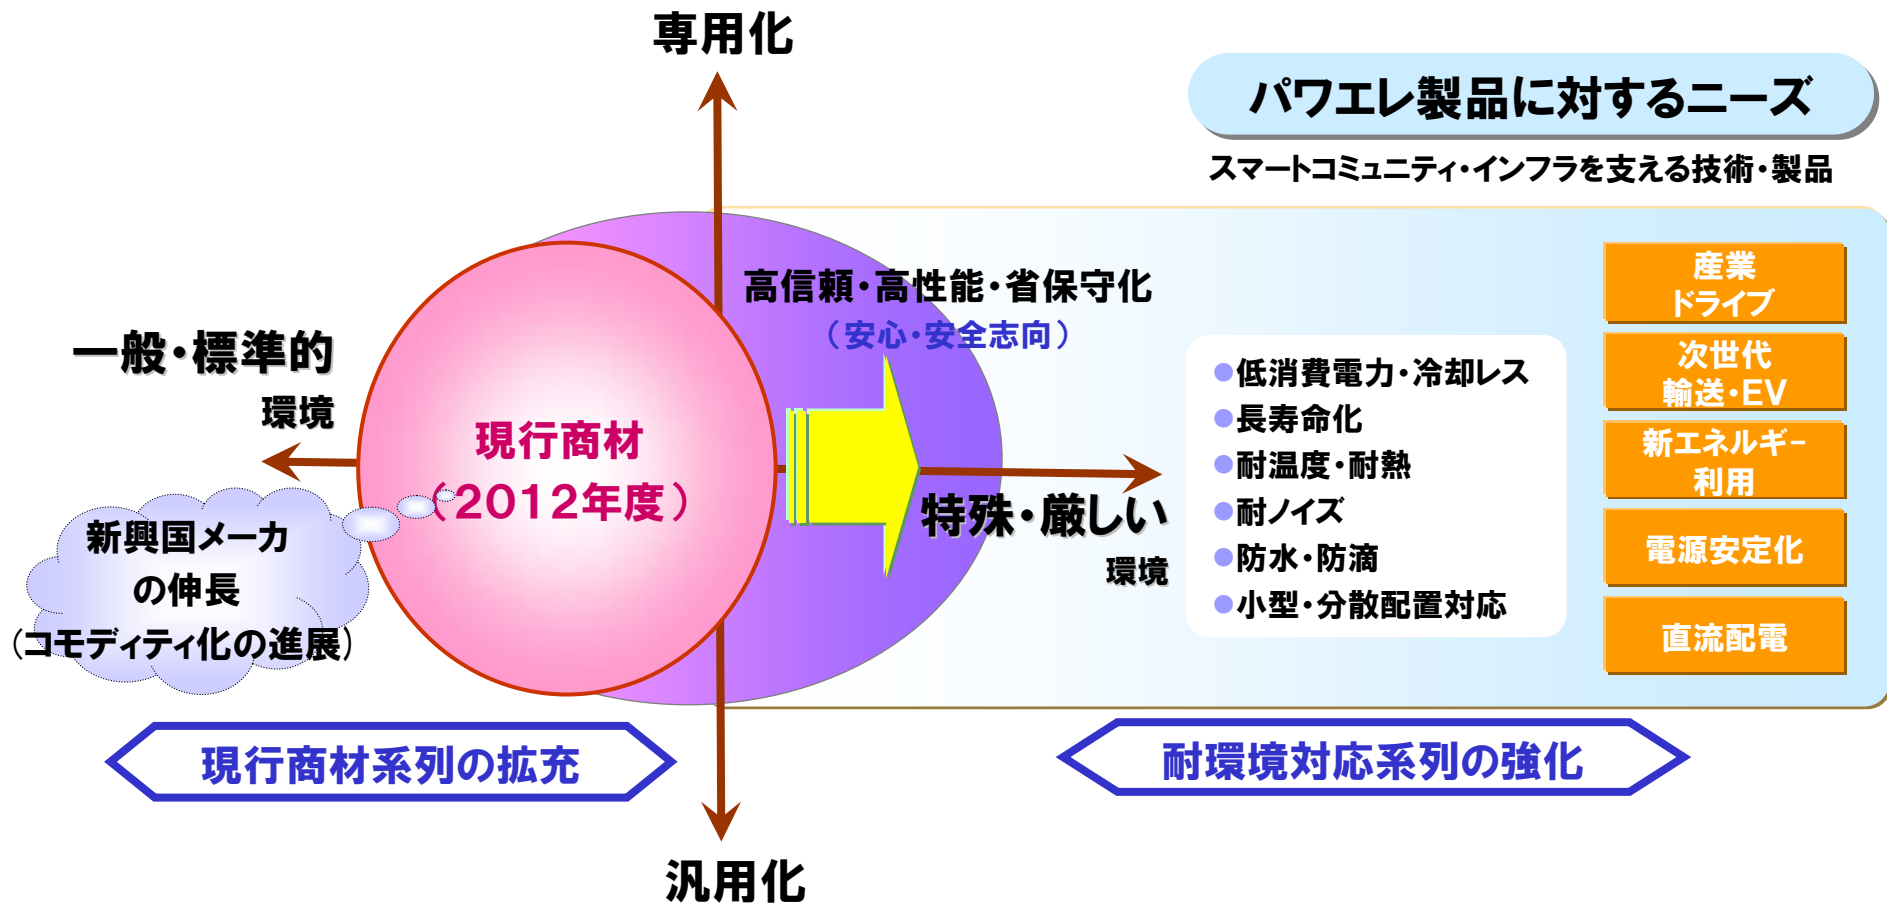 専用化
パワエレ製品に対するニーズ
スマートコミュニティ・インフラを支える技術・製品
高信頼・高性能・省保守化
（安心・安全志向）
一般・標準的
環境
現行商材
（２０１２年度）
新興国メーカ
の伸長
（コモディティ化の進展）
特殊・厳しい
環境
●低消費電力・冷却レス
●長寿命化
●耐温度・耐熱
●耐ノイズ
●防水・防滴
●小型・分散配置対応
産業
ドライブ
次世代
輸送・EV
新エネルギー
利用
電源安定化
直流配電
現行商材系列の拡充
耐環境対応系列の強化
汎用化